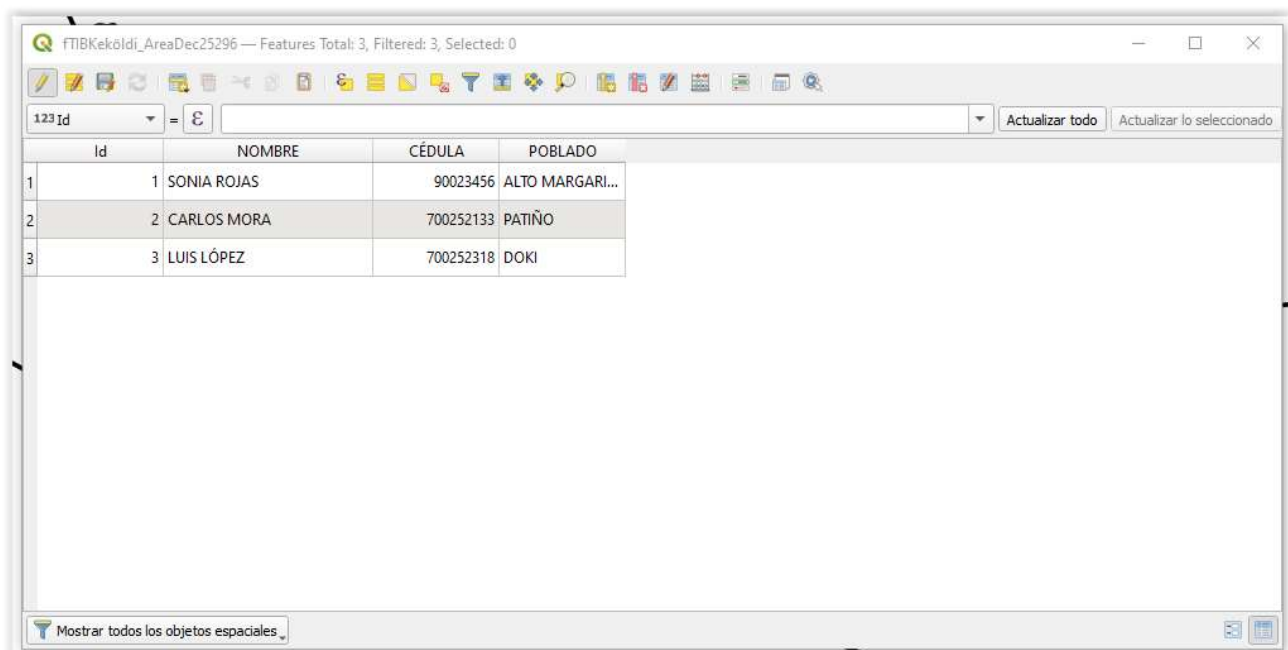 fTIBKeköldi_AreaDec25296 — Features Total: 3, Filtered: 3, Selected: 0
123 Id = ε Actualizar todo Actualizar lo seleccionado
Id NOMBRE CÉDULA POBLADO
1 1 SONIA ROJAS 90023456 ALTO MARGARI...
2 2 CARLOS MORA 700252133 PATIÑO
3 3 LUIS LÓPEZ 700252318 DOKI
Mostrar todos los objetos espaciales